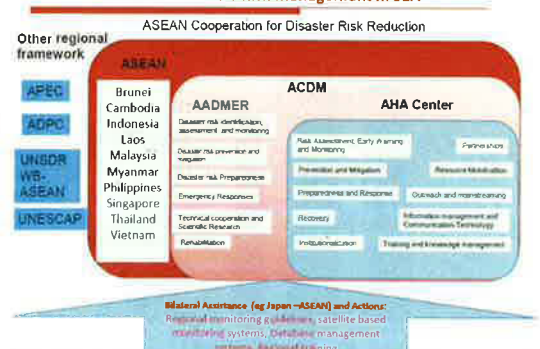 ASEAN Cooperation for Disaster Risk Reduction
Other regional
framework
APEC
ADPC
UNSDR
WB-
ASEAN
UNESCAP
ASEAN
Brunei
Cambodia
Indonesia
Laos
Malaysia
Myanmar
Philippines
Singapore
Thailand
Vietnam
ACDM
AADMER
Disaster risk identification,
assessment and monitoring
Disaster risk prevention and
mitigation
Disaster risk Preparedness
Emergency Responses
Technical cooperation and
Scientific Research
Rehabilitation
AHA Center
Risk Assessment, Early Warning
and Monitoring
Prevention and Mitigation
Preparedness and Response
Recovery
Institutionalization
Partnerships
Resource Mobilization
Outreach and mainstreaming
Information management and
Communication Technology
Training and knowledge management
Bilateral Assistance (eg Japan –ASEAN) and Actions:
Regional monitoring guidelines, satellite based
monitoring systems, Database management
systems, Regional training